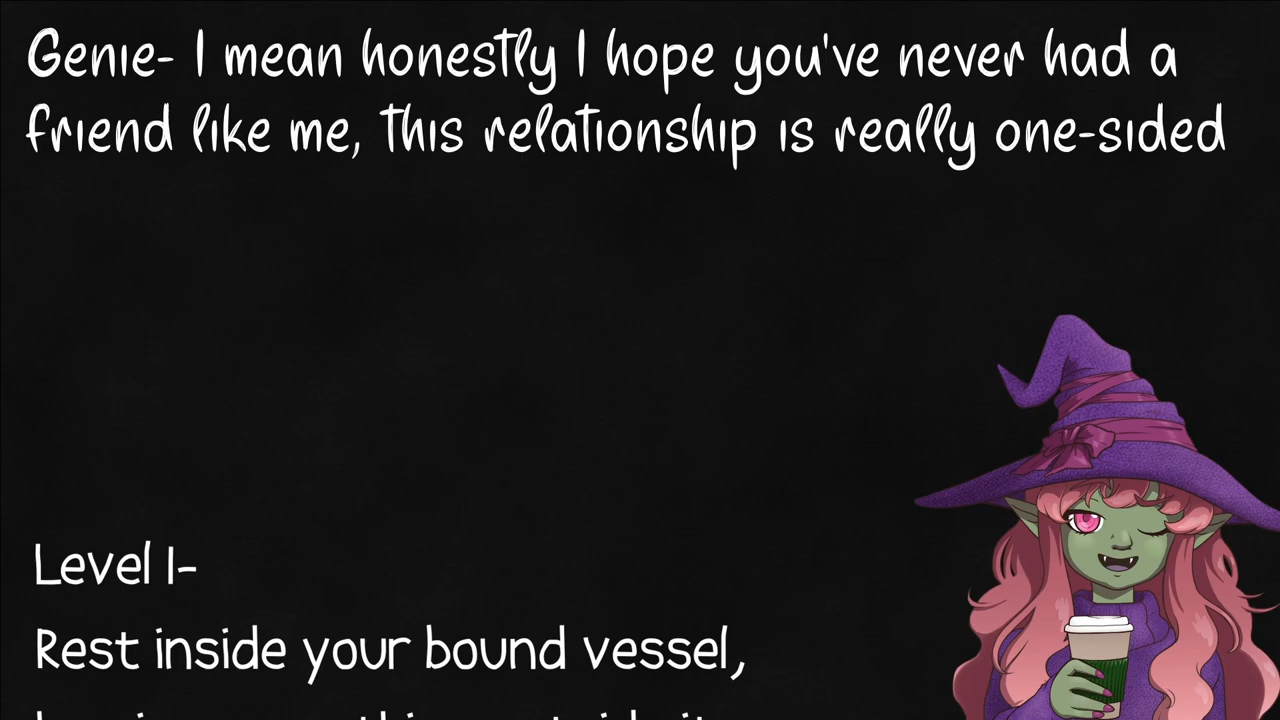 Genie- I mean honestly I hope you've never had a
friend like me, this relationship is really one-sided
Level 1-
Rest inside your bound vessel,